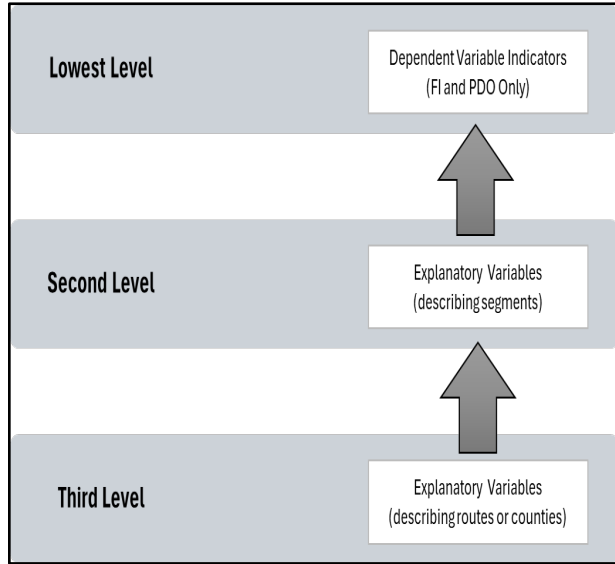 Lowest Level
Dependent Variable Indicators
(FI and PDO Only)
Second Level
Explanatory Variables
(describing segments)
Third Level
Explanatory Variables
(describing routes or counties)